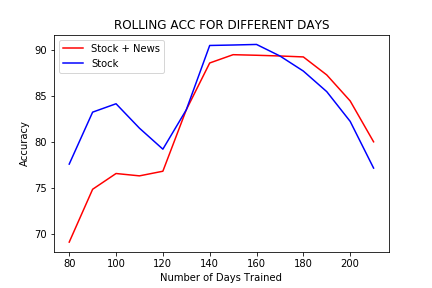 ROLLING ACC FOR DIFFERENT DAYS
Stock + News
Stock
90
85
80
75
70
Accuracy
80 100 120 140 160 180 200
Number of Days Trained